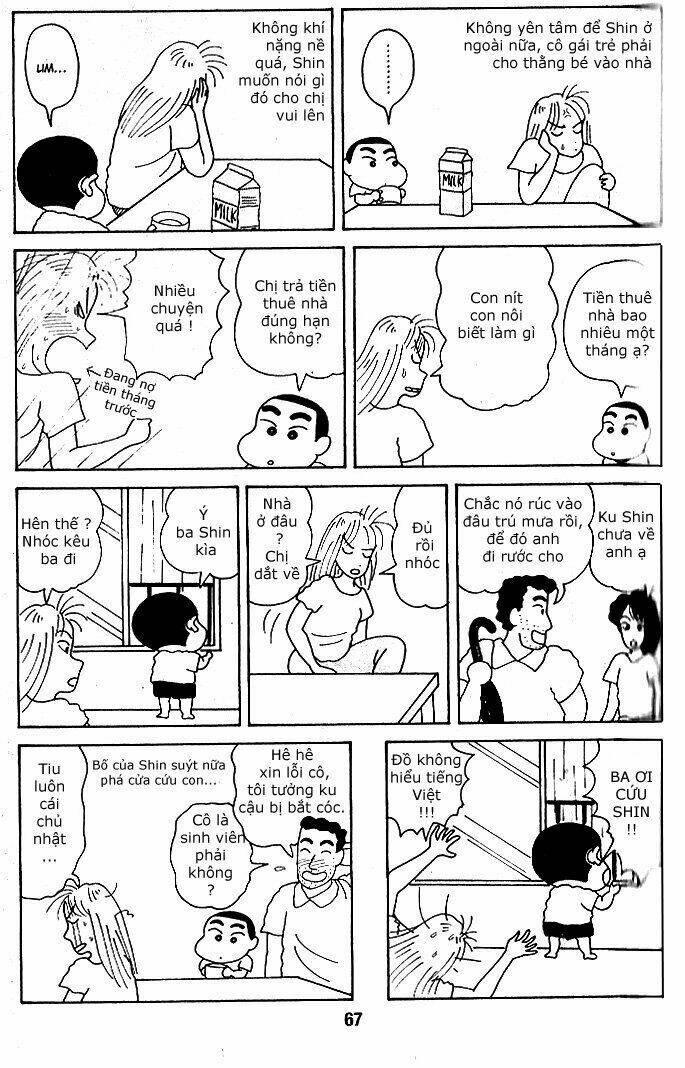 Không yên tâm để Shin ở
ngoài nữa, cô gái trẻ phải
cho thằng bé vào nhà
.........
MILK
Không khí
nặng nề
quá, Shin
muốn nói gì
đó cho chị
vui lên
UM...
MILK
Tiền thuê
nhà bao
nhiêu một
tháng ạ?
Con nít
con nôi
biết làm gì
Chị trả tiền
thuê nhà
đúng hạn
không?
Nhiều
chuyện
quá !
←Đang nợ
tiền tháng
trước
Ku Shin
chưa về
anh ạ
Chắc nó rúc vào
đâu trú mưa rồi,
để đó anh
đi rước cho
Đủ
rồi
nhóc
Nhà
ở đâu
?
Chị
dắt về
Ý
ba Shin
kìa
Hên thế ?
Nhóc kêu
ba đi
BA ƠI
CỨU
SHIN
!!
Đồ không
hiểu tiếng
Việt
!!!
Bố của Shin suýt nữa
phá cửa cứu con...
Hê hê
xin lỗi cô,
tôi tưởng ku
cậu bị bắt cóc.
Cô là
sinh viên
phải
không
?
Tiu
luôn
cái
chủ
nhật
...
67